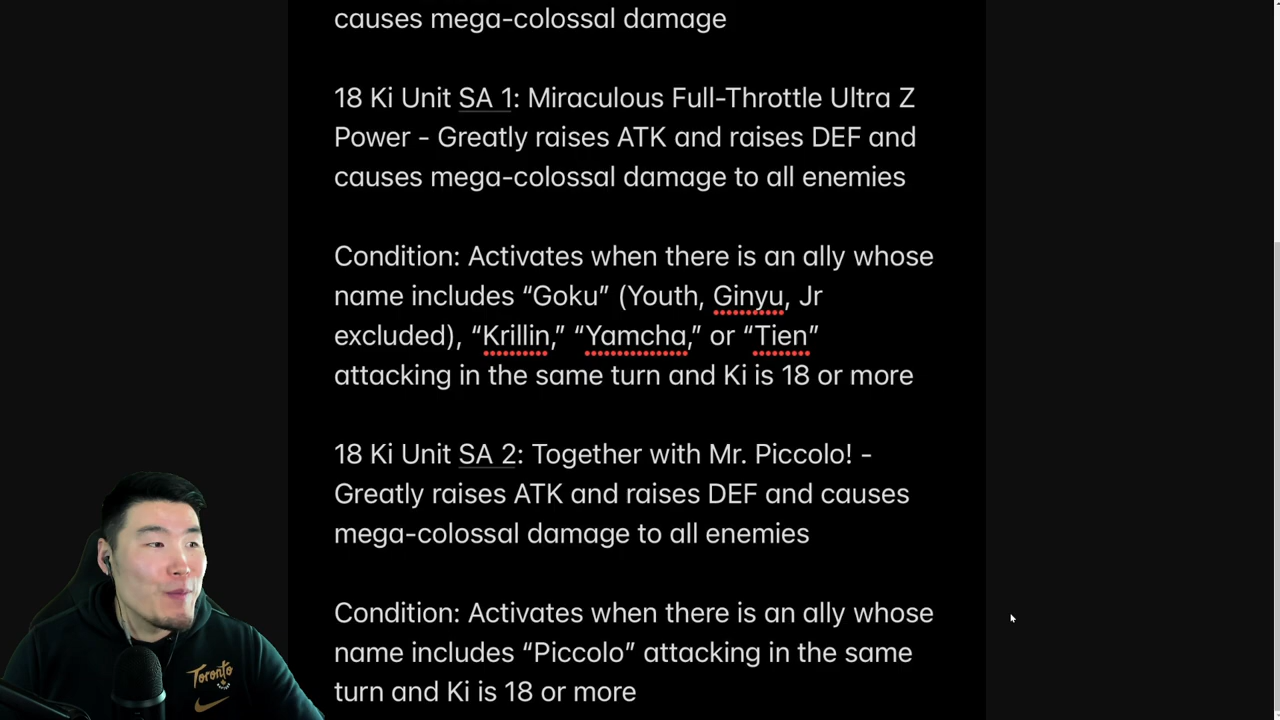 causes mega-colossal damage
18 Ki Unit SA 1: Miraculous Full-Throttle Ultra Z
Power - Greatly raises ATK and raises DEF and
causes mega-colossal damage to all enemies
Condition: Activates when there is an ally whose
name includes “Goku” (Youth, Ginyu, Jr
excluded), “Krillin,” “Yamcha,” or “Tien”
attacking in the same turn and Ki is 18 or more
18 Ki Unit SA 2: Together with Mr. Piccolo! -
Greatly raises ATK and raises DEF and causes
mega-colossal damage to all enemies
Condition: Activates when there is an ally whose
name includes “Piccolo” attacking in the same
turn and Ki is 18 or more
Toronto